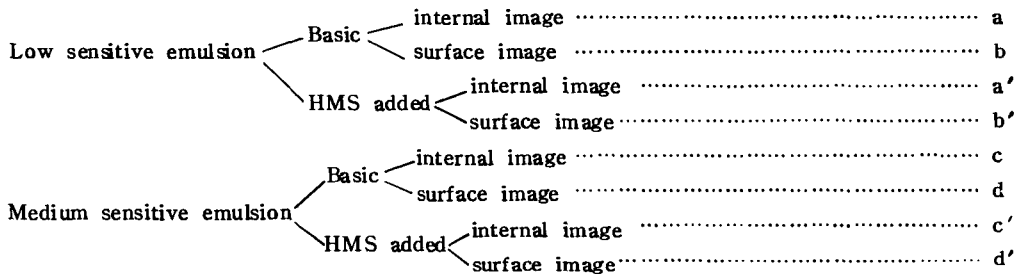 internal image ········ a
Basic
Low sensitive emulsion
surface image ········ b
internal image ········ a′
HMS added
surface image ········ b′
internal image ········ c
Basic
surface image ········ d
Medium sensitive emulsion
internal image ········ c′
HMS added
surface image ········ d′